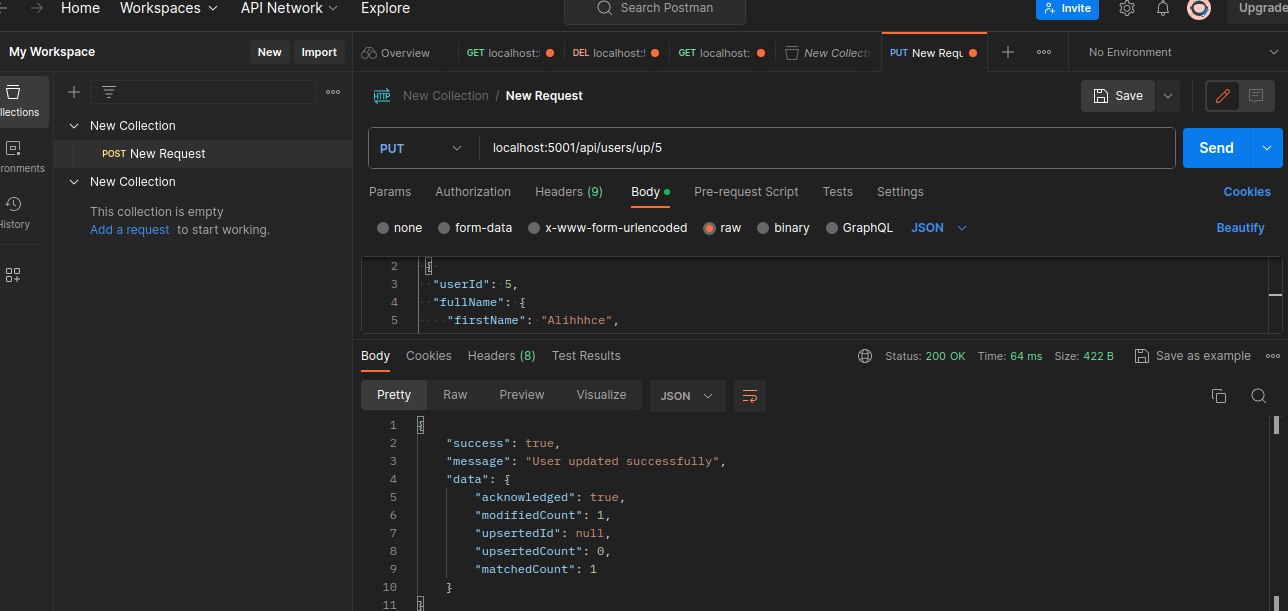 Home Workspaces API Network Explore Search Postman Invite Upgrade
My Workspace New Import Overview GET localhost: DEL localhost: GET localhost: New Collecti PUT New Requ No Environment
New Collection / New Request Save
llections
New Collection
POST New Request
New Collection
This collection is empty
Add a request to start working.
ronments
History
PUT localhost:5001/api/users/up/5 Send
Params Authorization Headers (9) Body Pre-request Script Tests Settings Cookies
none form-data x-www-form-urlencoded raw binary GraphQL JSON Beautify
2 {
3 "userId": 5,
4 "fullName": {
5 "firstName": "Alihhhce",
Body Cookies Headers (8) Test Results Status: 200 OK Time: 64 ms Size: 422 B Save as example
Pretty Raw Preview Visualize JSON
1 {
2 "success": true,
3 "message": "User updated successfully",
4 "data": {
5 "acknowledged": true,
6 "modifiedCount": 1,
7 "upsertedId": null,
8 "upsertedCount": 0,
9 "matchedCount": 1
10 }
11 }